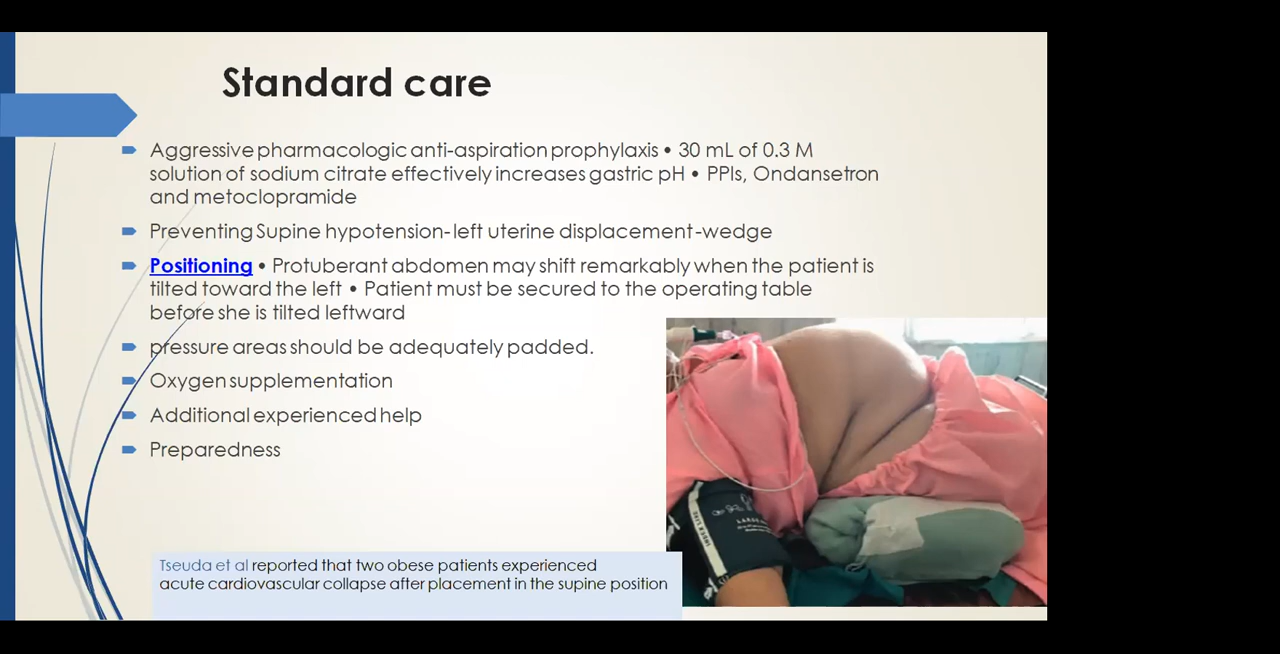 Standard care
Aggressive pharmacologic anti-aspiration prophylaxis • 30 mL of 0.3 M
solution of sodium citrate effectively increases gastric pH • PPIs, Ondansetron
and metoclopramide
Preventing Supine hypotension- left uterine displacement -wedge
Positioning • Protuberant abdomen may shift remarkably when the patient is
tilted toward the left • Patient must be secured to the operating table
before she is tilted leftward
pressure areas should be adequately padded.
Oxygen supplementation
Additional experienced help
Preparedness
Tseuda et al reported that two obese patients experienced
acute cardiovascular collapse after placement in the supine position